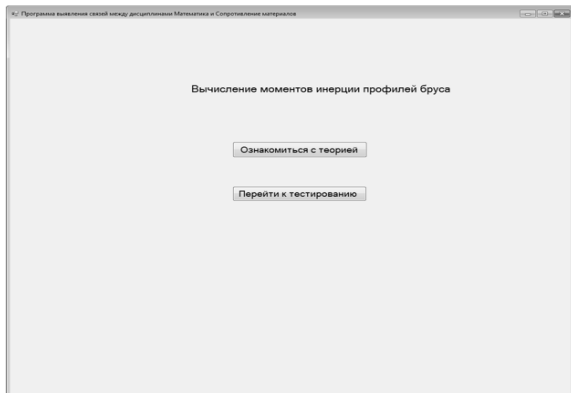 Программа выявления связей между дисциплинами Математика и Сопротивление материалов
Вычисление моментов инерции профилей бруса
Ознакомиться с теорией
Перейти к тестированию